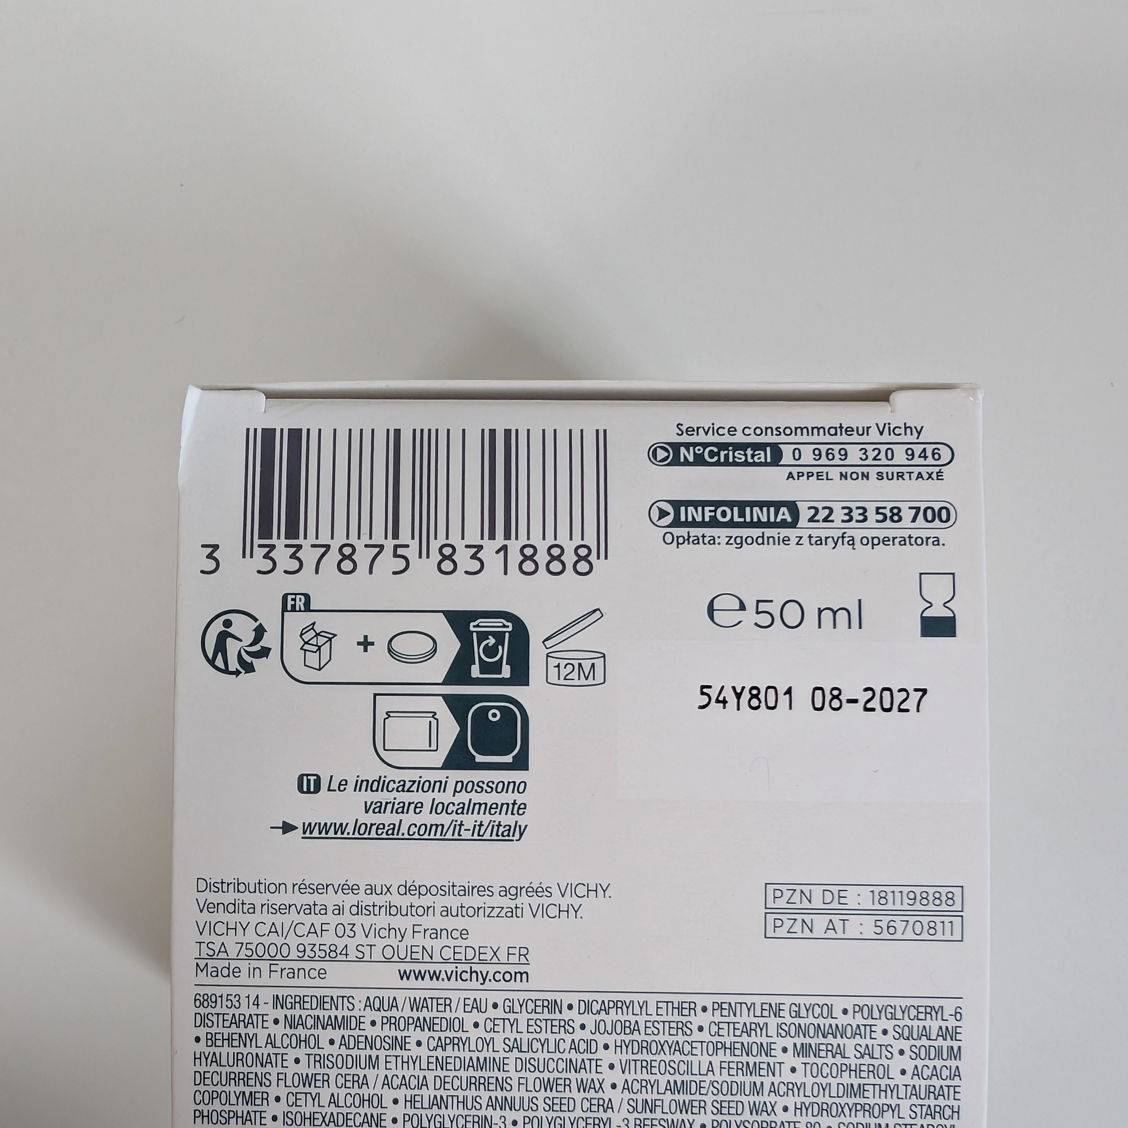 Service consommateur Vichy
N°Cristal 0 969 320 946
APPEL NON SURTAXÉ
INFOLINIA 22 33 58 700
Opłata: zgodnie z taryfą operatora.
3 337875 831888
FR
+
12M
℮50 ml
54Y801 08-2027
IT Le indicazioni possono
variare localmente
www.loreal.com/it-it/italy
Distribution réservée aux dépositaires agréés VICHY.
Vendita riservata ai distributori autorizzati VICHY.
VICHY CAI/CAF 03 Vichy France
TSA 75000 93584 ST OUEN CEDEX FR
Made in France www.vichy.com
PZN DE : 18119888
PZN AT : 5670811
689153 14 - INGREDIENTS : AQUA / WATER / EAU • GLYCERIN • DICAPRYLYL ETHER • PENTYLENE GLYCOL • POLYGLYCERYL-6
DISTEARATE • NIACINAMIDE • PROPANEDIOL • CETYL ESTERS • JOJOBA ESTERS • CETEARYL ISONONANOATE • SQUALANE
• BEHENYL ALCOHOL • ADENOSINE • CAPRYLOYL SALICYLIC ACID • HYDROXYACETOPHENONE • MINERAL SALTS • SODIUM
HYALURONATE • TRISODIUM ETHYLENEDIAMINE DISUCCINATE • VITREOSCILLA FERMENT • TOCOPHEROL • ACACIA
DECURRENS FLOWER CERA / ACACIA DECURRENS FLOWER WAX • ACRYLAMIDE/SODIUM ACRYLOYLDIMETHYLTAURATE
COPOLYMER • CETYL ALCOHOL • HELIANTHUS ANNUUS SEED CERA / SUNFLOWER SEED WAX • HYDROXYPROPYL STARCH
PHOSPHATE • ISOHEXADECANE • POLYGLYCERIN-3 • POLYGLYCERYL-3 BEESWAX • POLYSORBATE 80 • SODIUM STEAROYL